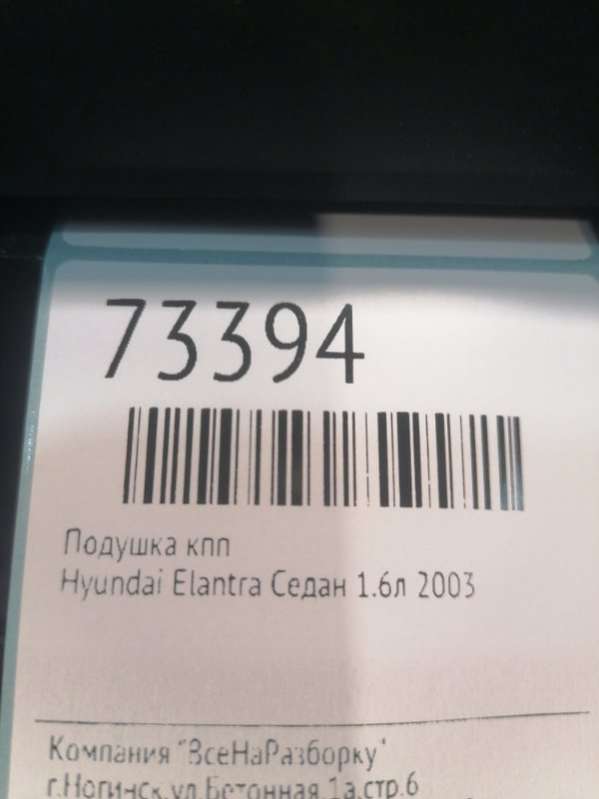 73394
Подушка кпп
Hyundai Elantra Седан 1.6л 2003
Компания "ВсеНаРазборку"
г.Ногинск,ул.Бетонная,1а,стр.6